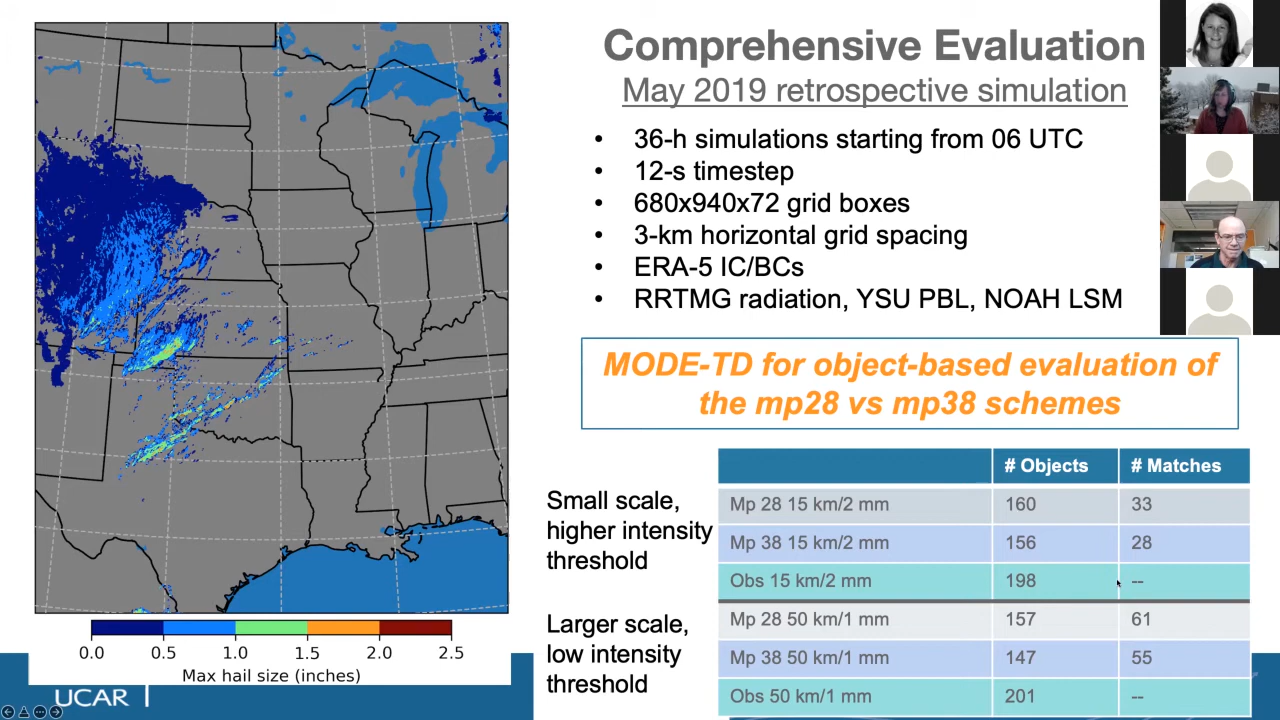 Comprehensive Evaluation
May 2019 retrospective simulation
• 36-h simulations starting from 06 UTC
• 12-s timestep
• 680x940x72 grid boxes
• 3-km horizontal grid spacing
• ERA-5 IC/BCs
• RRTMG radiation, YSU PBL, NOAH LSM
MODE-TD for object-based evaluation of
the mp28 vs mp38 schemes
# Objects # Matches
Small scale,
higher intensity
threshold
Mp 28 15 km/2 mm 160 33
Mp 38 15 km/2 mm 156 28
Obs 15 km/2 mm 198 --
Larger scale,
low intensity
threshold
Mp 28 50 km/1 mm 157 61
Mp 38 50 km/1 mm 147 55
Obs 50 km/1 mm 201 --
0.0 0.5 1.0 1.5 2.0 2.5
Max hail size (inches)
UCAR